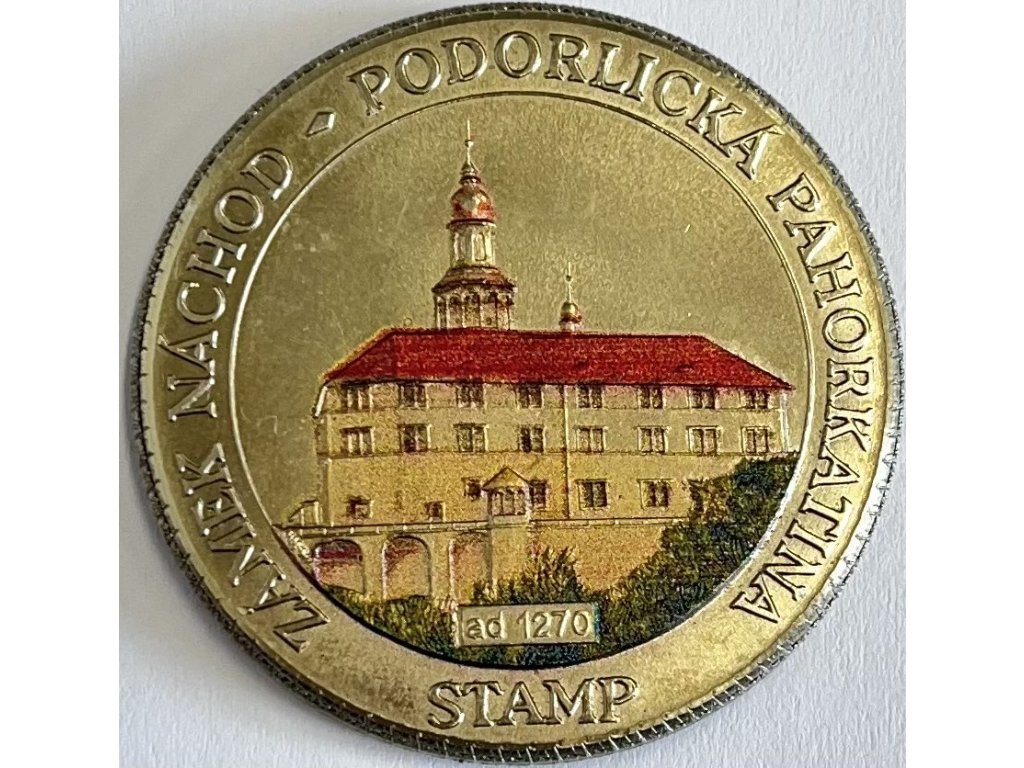 ZÁMEK NÁCHOD - PODORLICKÁ PAHORKATINA
ad 1270
STAMP